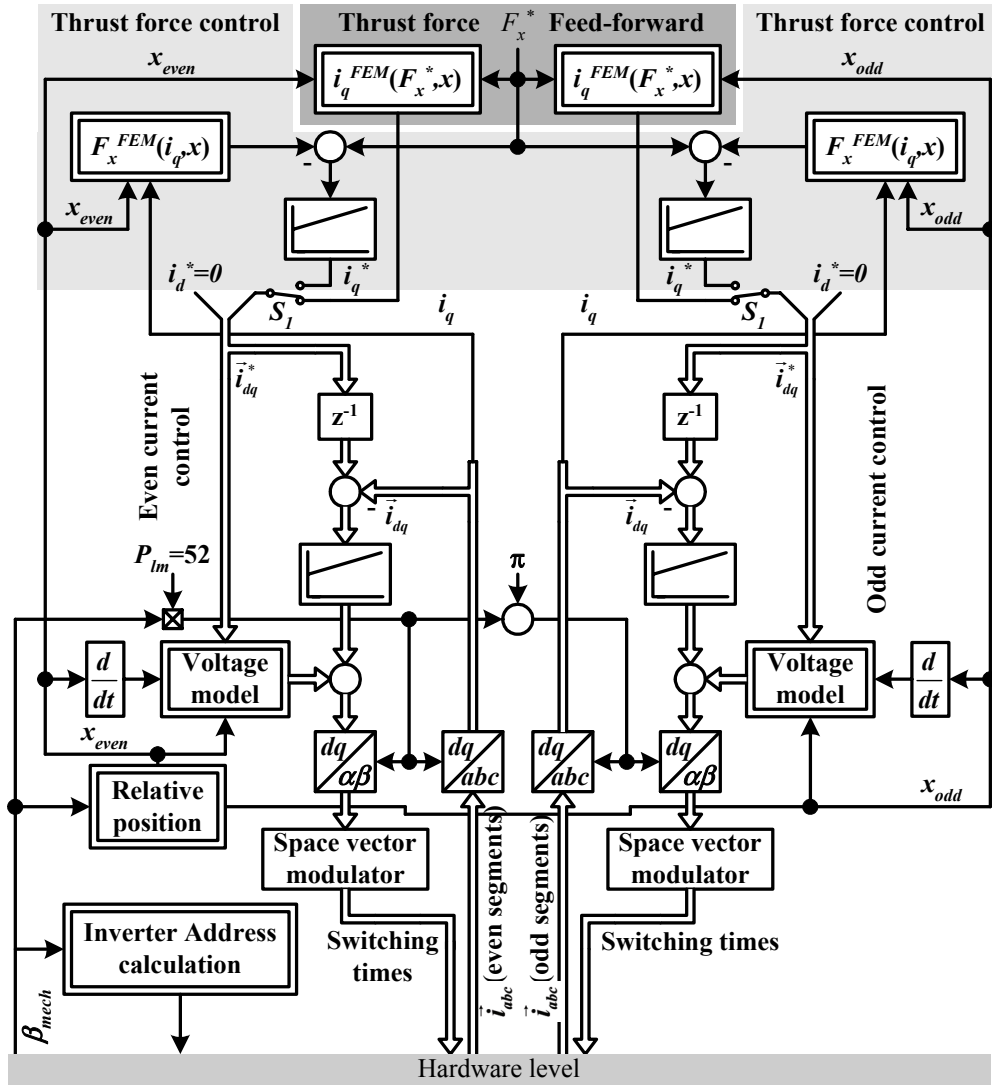 Thrust force control
Thrust force
F_x^*
Feed-forward
Thrust force control
x_even
i_q^FEM(F_x^*,x)
i_q^FEM(F_x^*,x)
x_odd
F_x^FEM(i_q,x)
-
-
F_x^FEM(i_q,x)
x_even
x_odd
i_d^*=0
i_q^*
i_q^*
i_d^*=0
S_1
i_q
i_q
S_1
i_dq^*
i_dq^*
Even current
control
z^-1
z^-1
Odd current control
-
i_dq
i_dq
-
P_lm=52
π
d
dt
Voltage
model
Voltage
model
d
dt
x_even
dq
αβ
dq
abc
dq
abc
dq
αβ
Relative
position
x_odd
Space vector
modulator
Space vector
modulator
i_abc(even segments)
i_abc(odd segments)
Inverter Address
calculation
Switching
times
Switching times
β_mech
Hardware level